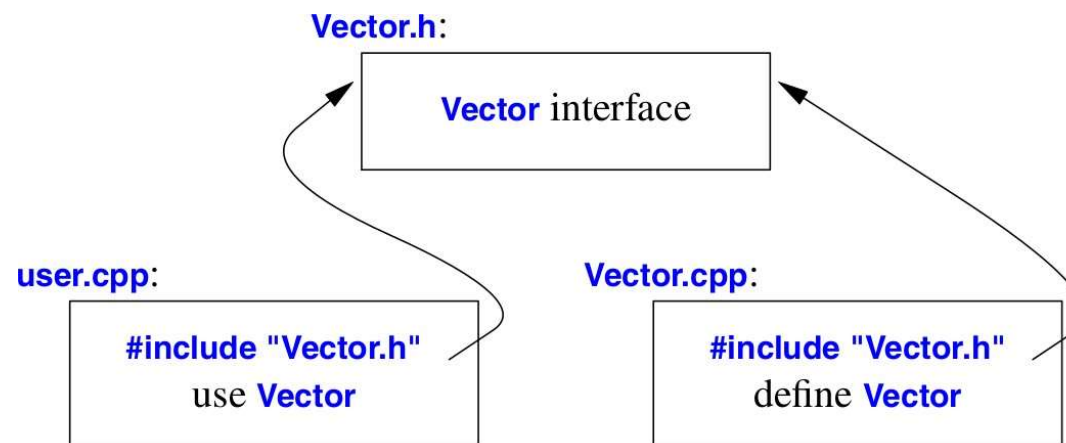 Vector.h:
Vector interface
user.cpp:
#include "Vector.h"
use Vector
Vector.cpp:
#include "Vector.h"
define Vector